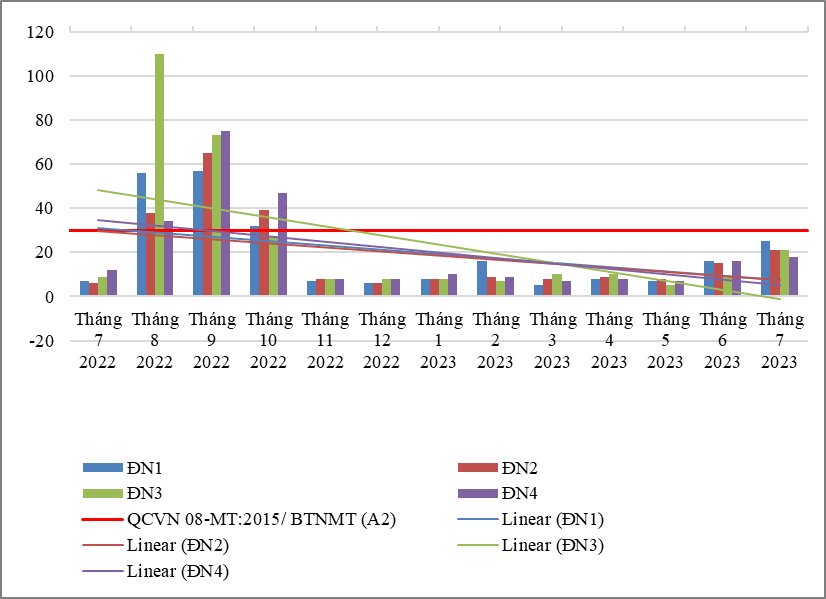 120
100
80
60
40
20
0
-20
Tháng Tháng Tháng Tháng Tháng Tháng Tháng Tháng Tháng Tháng Tháng Tháng Tháng
7 8 9 10 11 12 1 2 3 4 5 6 7
2022 2022 2022 2022 2022 2022 2023 2023 2023 2023 2023 2023 2023
ĐN1 ĐN2
ĐN3 ĐN4
QCVN 08-MT:2015/ BTNMT (A2) Linear (ĐN1)
Linear (ĐN2) Linear (ĐN3)
Linear (ĐN4)